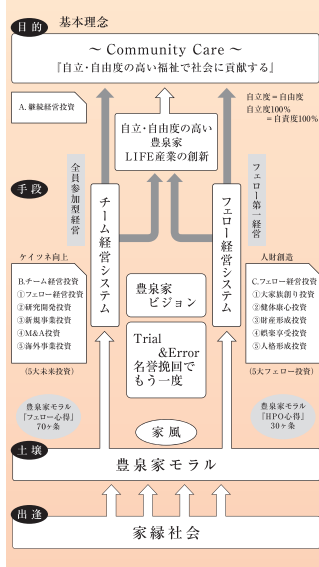 目的
基本理念
～ Community Care ～
『自立・自由度の高い福祉で社会に貢献する』
A. 継続経営投資
自立度＝自由度
自立度100%
＝自責度100%
自立・自由度の高い
豊泉家
LIFE産業の創新
全員参加型経営
フェロー第一経営
手段
チーム経営システム
フェロー経営システム
ケイツネ向上
人財創造
B.チーム経営投資
①フェロー経営投資
②研究開発投資
③新規事業投資
④M&A投資
⑤海外事業投資
(5大未来投資)
豊泉家
ビジョン
Trial
&Error
名誉挽回で
もう一度
C.フェロー経営投資
①大家族創り投資
②健体康心投資
③財産形成投資
④娯楽享受投資
⑤人格形成投資
(5大フェロー投資)
豊泉家モラル
『フェロー心得』
70ヶ条
豊泉家モラル
『HPO心得』
30ヶ条
家風
土壌
豊泉家モラル
出逢
家縁社会